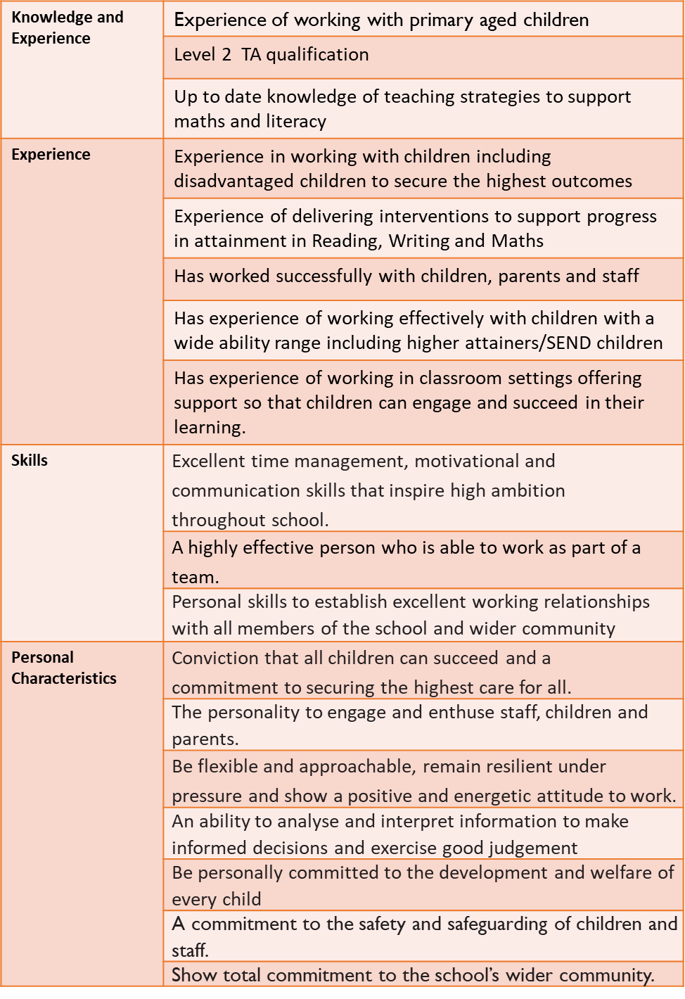 Knowledge and
Experience
Experience of working with primary aged children
Level 2  TA qualification
Up to date knowledge of teaching strategies to support
maths and literacy
Experience
Experience in working with children including
disadvantaged children to secure the highest outcomes
Experience of delivering interventions to support progress
in attainment in Reading, Writing and Maths
Has worked successfully with children, parents and staff
Has experience of working effectively with children with a
wide ability range including higher attainers/SEND children
Has experience of working in classroom settings offering
support so that children can engage and succeed in their
learning.
Skills
Excellent time management, motivational and
communication skills that inspire high ambition
throughout school.
A highly effective person who is able to work as part of a
team.
Personal skills to establish excellent working relationships
with all members of the school and wider community
Personal
Characteristics
Conviction that all children can succeed and a
commitment to securing the highest care for all.
The personality to engage and enthuse staff, children and
parents.
Be flexible and approachable, remain resilient under
pressure and show a positive and energetic attitude to work.
An ability to analyse and interpret information to make
informed decisions and exercise good judgement
Be personally committed to the development and welfare of
every child
A commitment to the safety and safeguarding of children and
staff.
Show total commitment to the school's wider community.